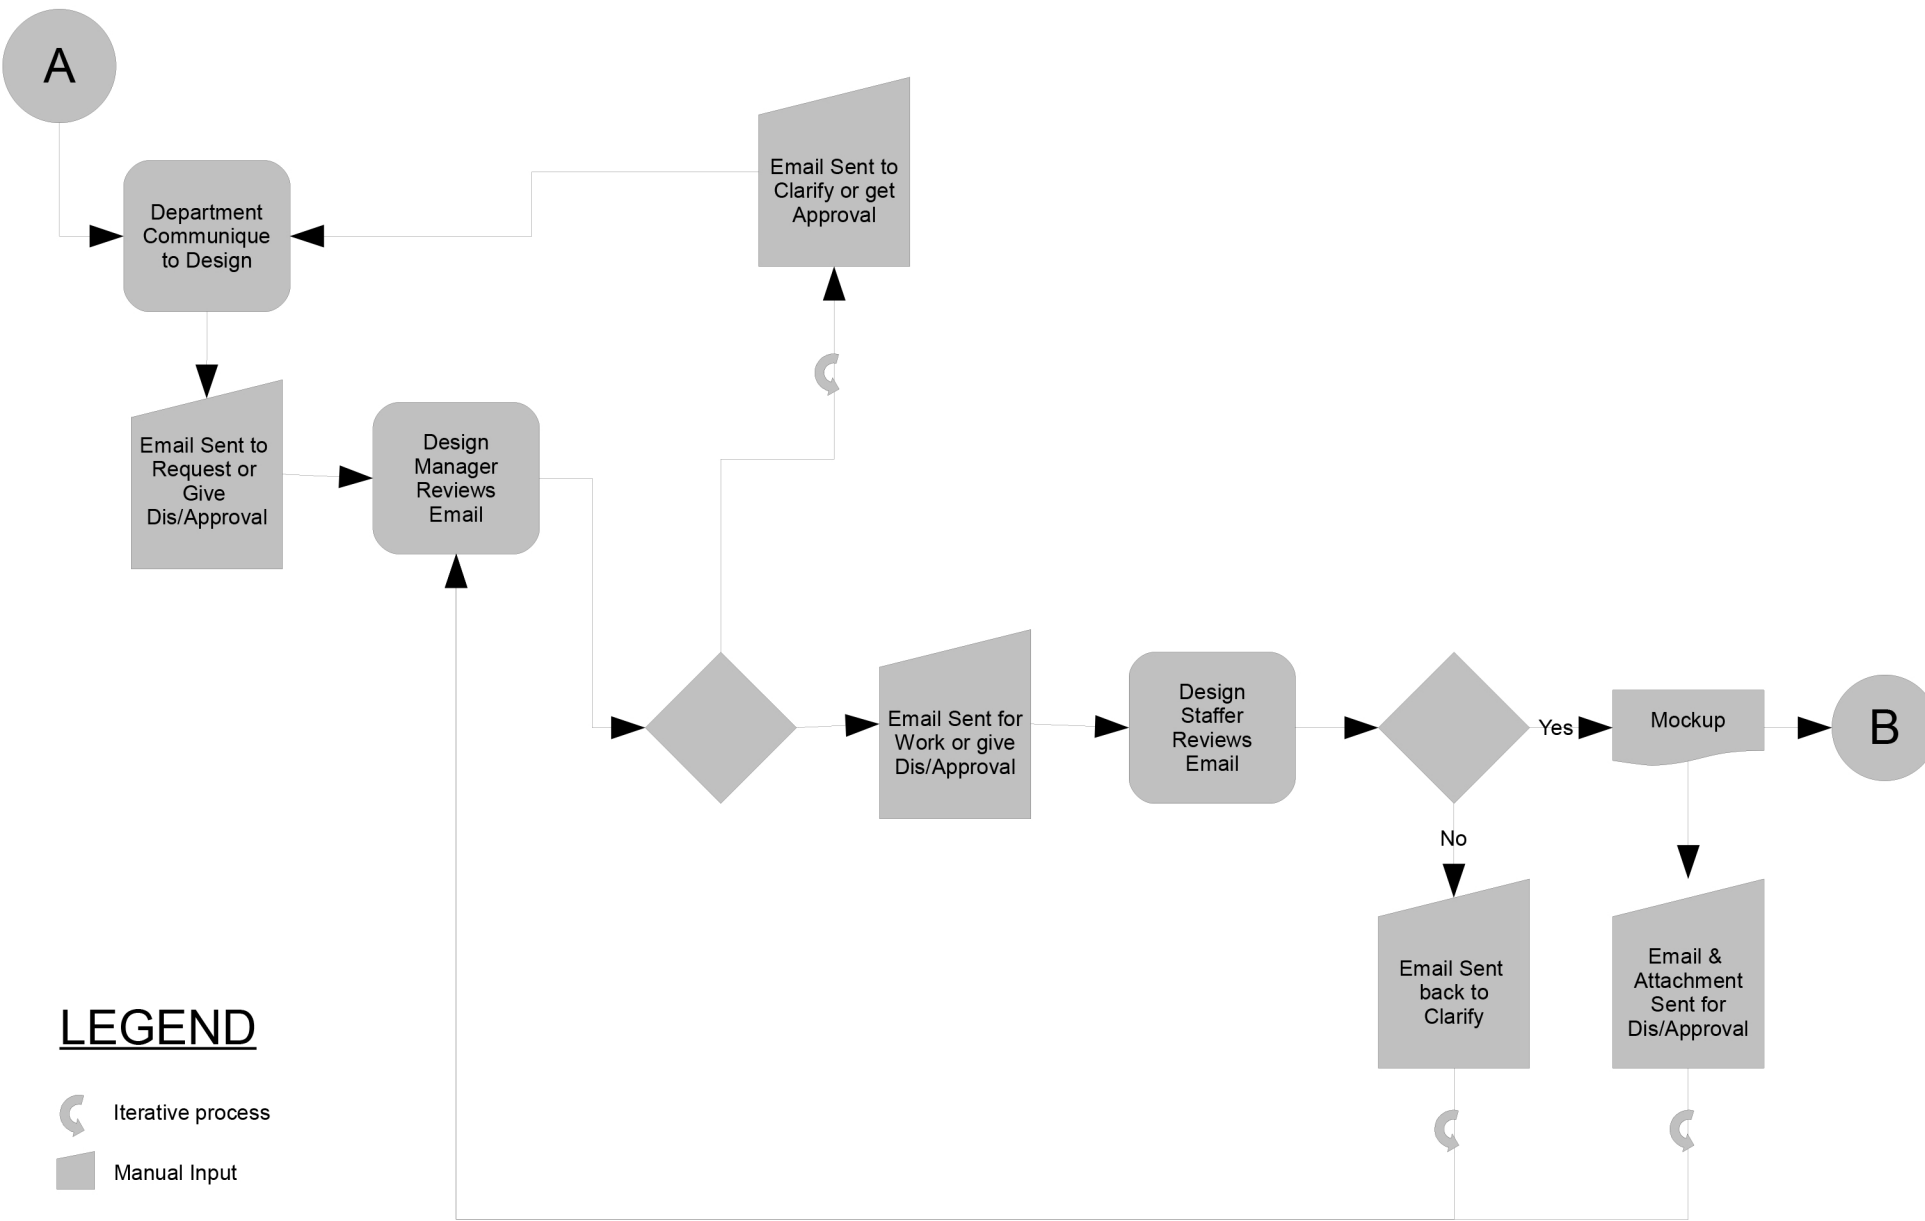 A
Email Sent to
Clarify or get
Approval
Department
Communique
to Design
Email Sent to
Request or
Give
Dis/Approval
Design
Manager
Reviews
Email
Email Sent for
Work or give
Dis/Approval
Design
Staffer
Reviews
Email
Yes
Mockup
B
No
Email Sent
back to
Clarify
Email &
Attachment
Sent for
Dis/Approval
LEGEND
Iterative process
Manual Input